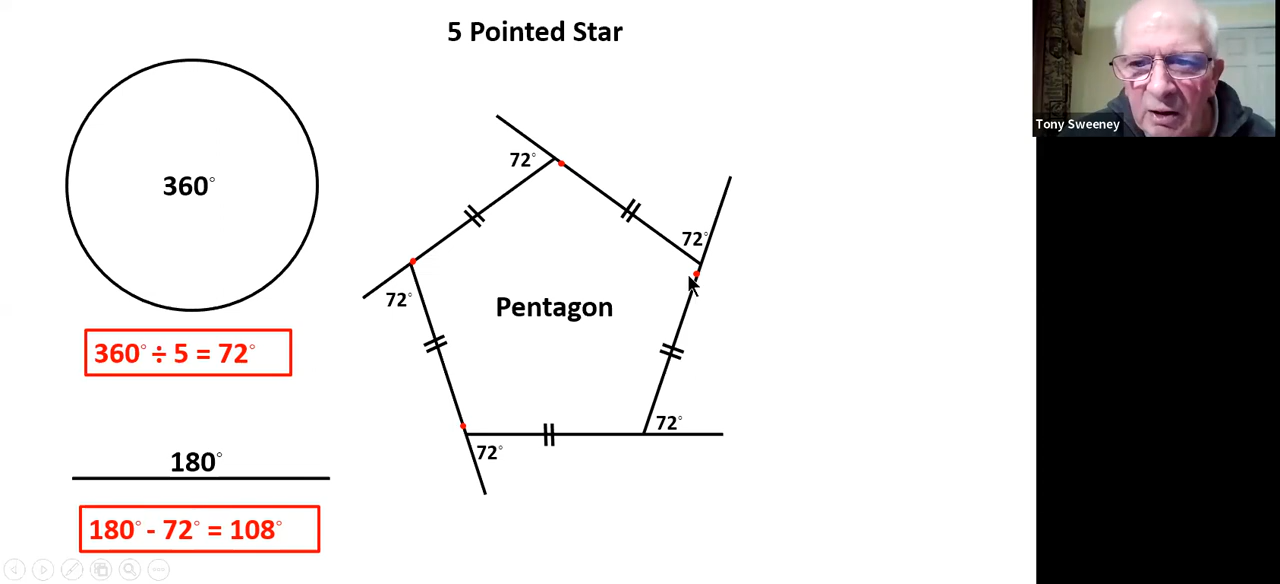 5 Pointed Star
Tony Sweeney
360°
72°
72°
72°
Pentagon
360° ÷ 5 = 72°
72°
72°
180°
180° - 72° = 108°